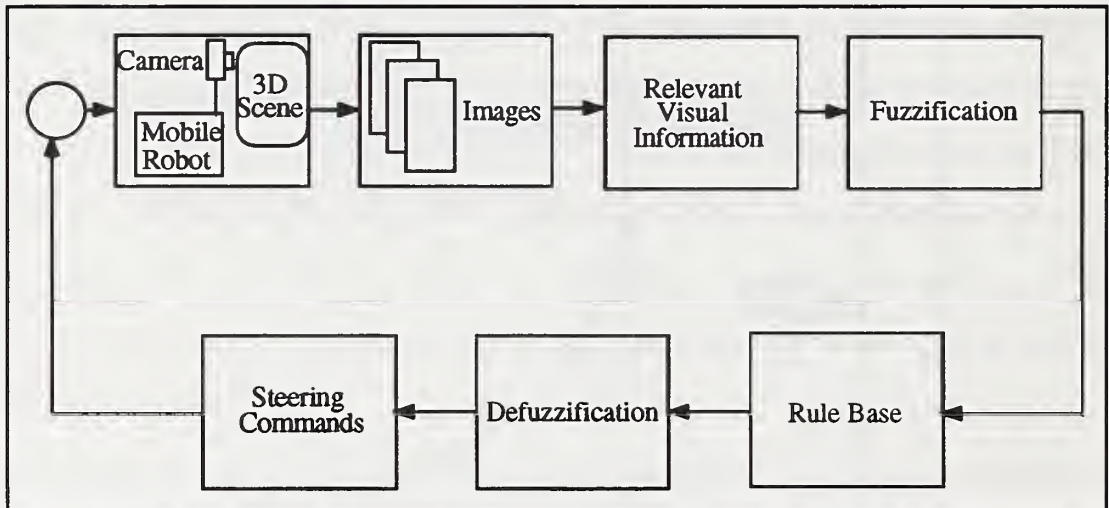 Camera
3D
Scene
Mobile
Robot
Images
Relevant
Visual
Information
Fuzzification
Steering
Commands
Defuzzification
Rule Base